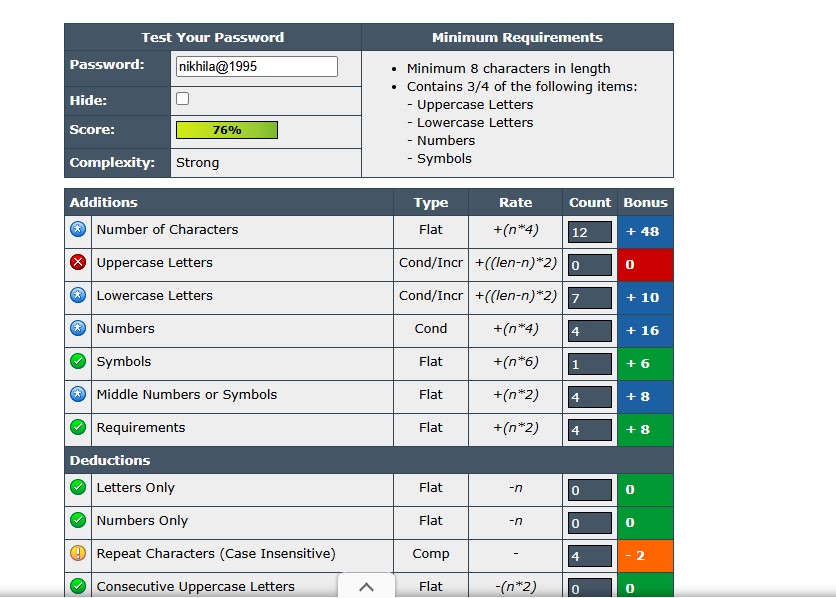 Test Your Password Minimum Requirements
Password: nikhila@1995
• Minimum 8 characters in length
• Contains 3/4 of the following items:
Hide:
- Uppercase Letters
- Lowercase Letters
Score: 76%
- Numbers
- Symbols
Complexity: Strong
Additions Type Rate Count Bonus
Number of Characters Flat +(n*4) 12 + 48
Uppercase Letters Cond/Incr +((len-n)*2) 0 0
Lowercase Letters Cond/Incr +((len-n)*2) 7 + 10
Numbers Cond +(n*4) 4 + 16
Symbols Flat +(n*6) 1 + 6
Middle Numbers or Symbols Flat +(n*2) 4 + 8
Requirements Flat +(n*2) 4 + 8
Deductions
Letters Only Flat -n 0 0
Numbers Only Flat -n 0 0
Repeat Characters (Case Insensitive) Comp - 4 - 2
Consecutive Uppercase Letters Flat -(n*2) 0 0